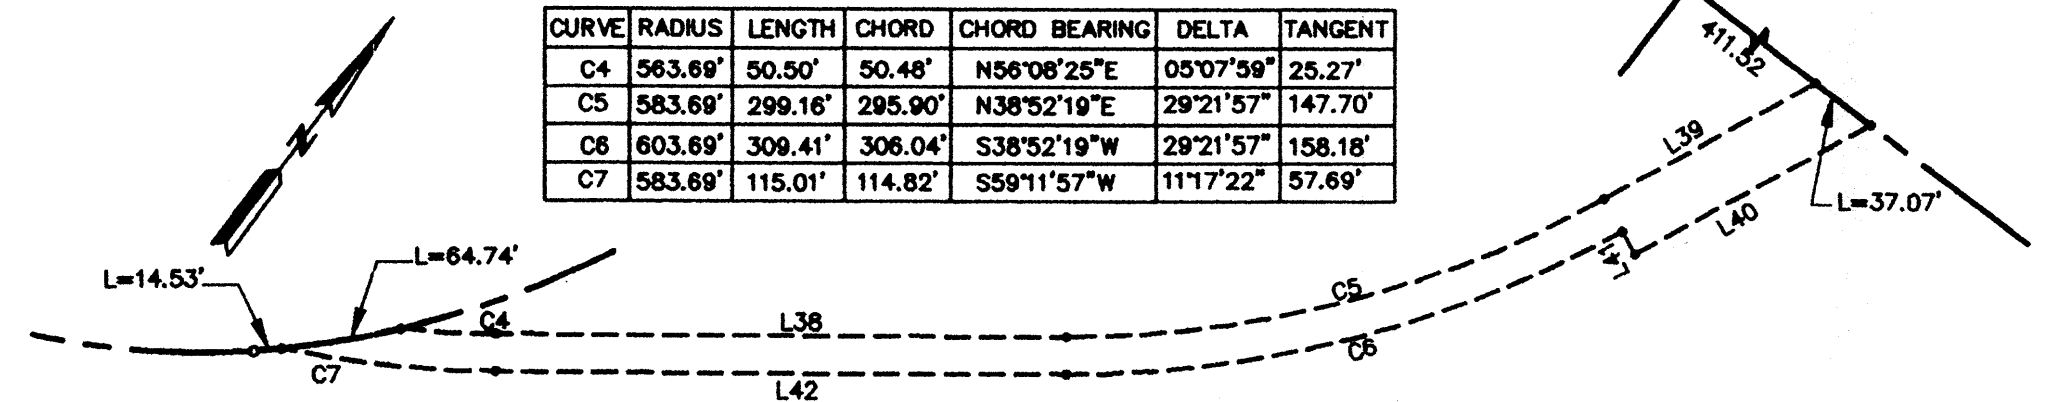 CURVE RADIUS LENGTH CHORD CHORD BEARING DELTA TANGENT
C4 563.69' 50.50' 50.48' N56°08'25"E 05°07'59" 25.27'
C5 583.69' 299.16' 295.90' N38°52'19"E 29°21'57" 147.70'
C6 603.69' 309.41' 306.04' S38°52'19"W 29°21'57" 158.18'
C7 583.69' 115.01' 114.82' S59°11'57"W 11°17'22" 57.69'
411.52
N
L39
L=37.07'
L40
L41
L=64.74'
L=14.53'
C5
C4
L38
C6
C7
L42